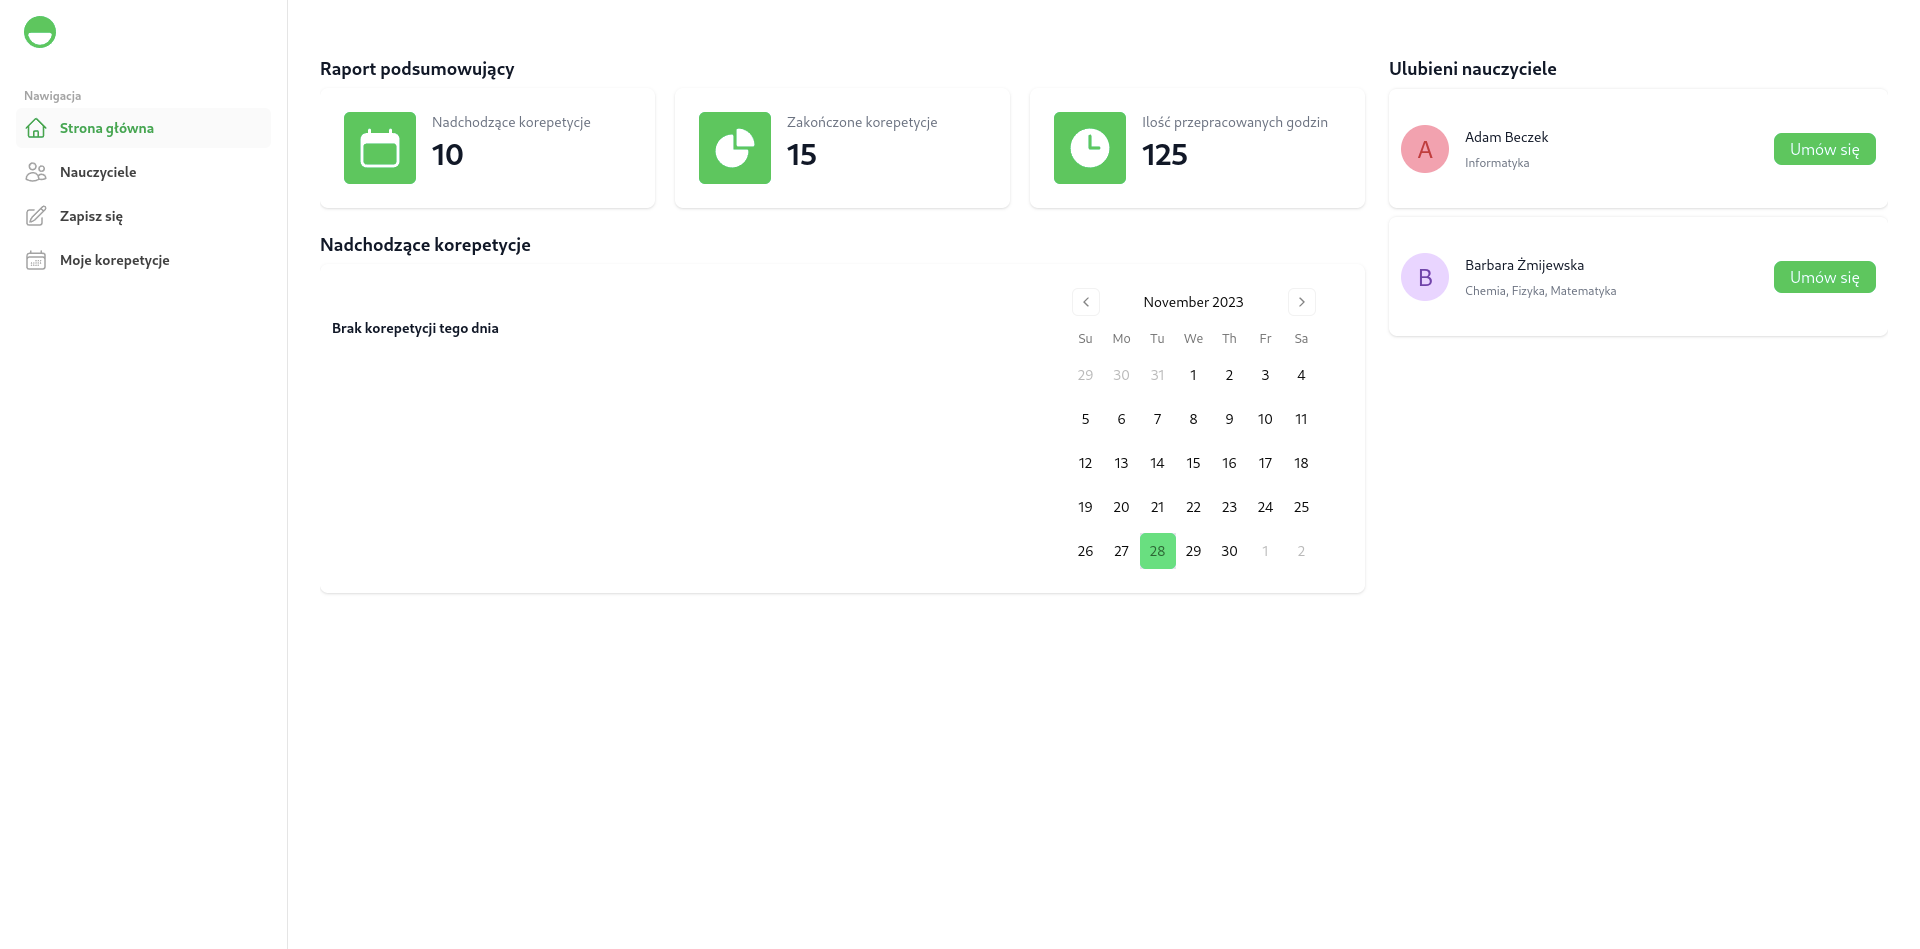 Nawigacja
Strona główna
Nauczyciele
Zapisz się
Moje korepetycje
Raport podsumowujący
Nadchodzące korepetycje
10
Zakończone korepetycje
15
Ilość przepracowanych godzin
125
Nadchodzące korepetycje
Brak korepetycji tego dnia
November 2023
Su Mo Tu We Th Fr Sa
29 30 31 1 2 3 4
5 6 7 8 9 10 11
12 13 14 15 16 17 18
19 20 21 22 23 24 25
26 27 28 29 30 1 2
Ulubieni nauczyciele
A
Adam Beczek
Informatyka
Umów się
B
Barbara Żmijewska
Chemia, Fizyka, Matematyka
Umów się